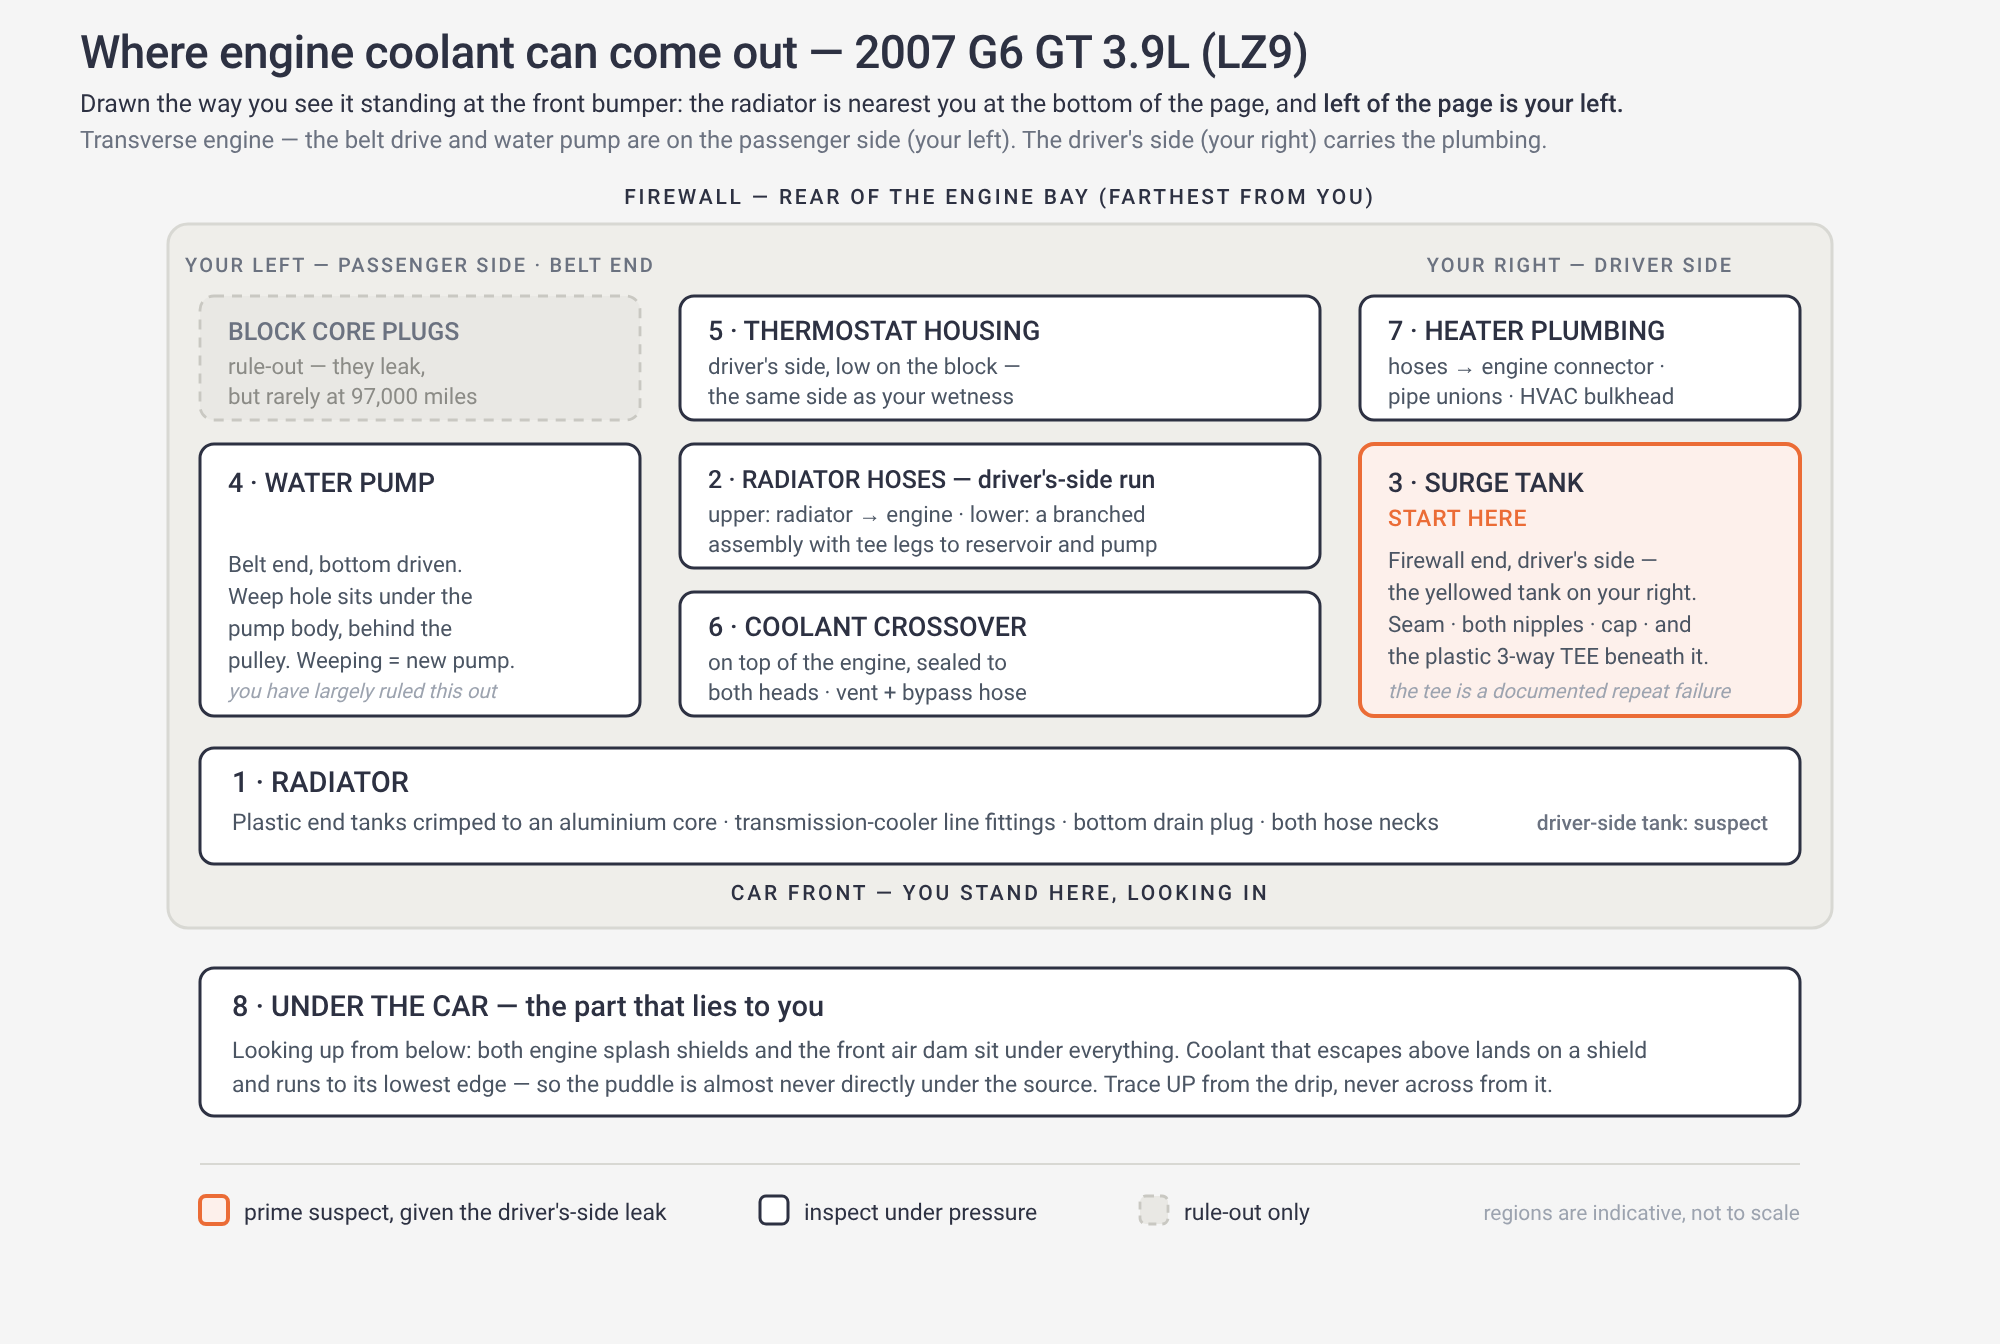 Where engine coolant can come out — 2007 G6 GT 3.9L (LZ9)
Drawn the way you see it standing at the front bumper: the radiator is nearest you at the bottom of the page, and left of the page is your left.
Transverse engine — the belt drive and water pump are on the passenger side (your left). The driver's side (your right) carries the plumbing.
FIREWALL — REAR OF THE ENGINE BAY (FARTHEST FROM YOU)
YOUR LEFT — PASSENGER SIDE · BELT END
YOUR RIGHT — DRIVER SIDE
BLOCK CORE PLUGS
rule-out — they leak,
but rarely at 97,000 miles
5 · THERMOSTAT HOUSING
driver's side, low on the block —
the same side as your wetness
7 · HEATER PLUMBING
hoses → engine connector ·
pipe unions · HVAC bulkhead
4 · WATER PUMP
Belt end, bottom driven.
Weep hole sits under the
pump body, behind the
pulley. Weeping = new pump.
you have largely ruled this out
2 · RADIATOR HOSES — driver's-side run
upper: radiator → engine · lower: a branched
assembly with tee legs to reservoir and pump
6 · COOLANT CROSSOVER
on top of the engine, sealed to
both heads · vent + bypass hose
3 · SURGE TANK
START HERE
Firewall end, driver's side —
the yellowed tank on your right.
Seam · both nipples · cap · and
the plastic 3-way TEE beneath it.
the tee is a documented repeat failure
1 · RADIATOR
Plastic end tanks crimped to an aluminium core · transmission-cooler line fittings · bottom drain plug · both hose necks
driver-side tank: suspect
CAR FRONT — YOU STAND HERE, LOOKING IN
8 · UNDER THE CAR — the part that lies to you
Looking up from below: both engine splash shields and the front air dam sit under everything. Coolant that escapes above lands on a shield
and runs to its lowest edge — so the puddle is almost never directly under the source. Trace UP from the drip, never across from it.
prime suspect, given the driver's-side leak
inspect under pressure
rule-out only
regions are indicative, not to scale